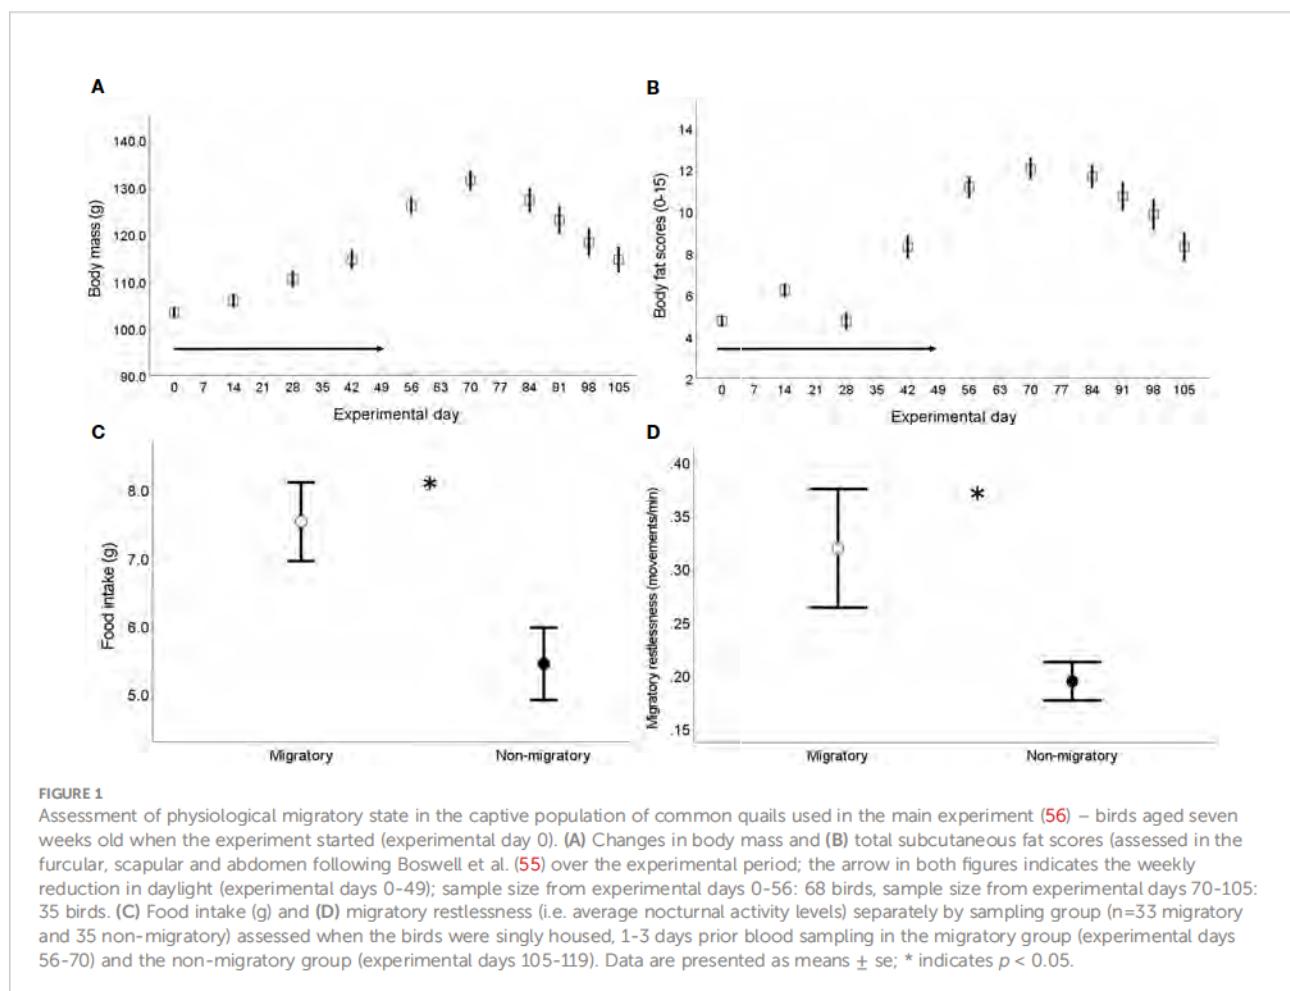 A
B
Body mass (g)
140.0
130.0
120.0
110.0
100.0
90.0
0 7 14 21 28 35 42 49 56 63 70 77 84 91 98 105
Experimental day
Body fat scores (0-15)
14
12
10
8
6
4
2
0 7 14 21 28 35 42 49 56 63 70 77 84 91 98 105
Experimental day
C
D
Food intake (g)
8.0
7.0
6.0
5.0
*
Migratory Non-migratory
Migratory restlessness (movements/min)
.40
.35
.30
.25
.20
.15
*
Migratory Non-migratory
FIGURE 1
Assessment of physiological migratory state in the captive population of common quails used in the main experiment (56) – birds aged seven
weeks old when the experiment started (experimental day 0). (A) Changes in body mass and (B) total subcutaneous fat scores (assessed in the
furcular, scapular and abdomen following Boswell et al. (55) over the experimental period; the arrow in both figures indicates the weekly
reduction in daylight (experimental days 0-49); sample size from experimental days 0-56: 68 birds, sample size from experimental days 70-105:
35 birds. (C) Food intake (g) and (D) migratory restlessness (i.e. average nocturnal activity levels) separately by sampling group (n=33 migratory
and 35 non-migratory) assessed when the birds were singly housed, 1-3 days prior blood sampling in the migratory group (experimental days
56-70) and the non-migratory group (experimental days 105-119). Data are presented as means ± se; * indicates p < 0.05.